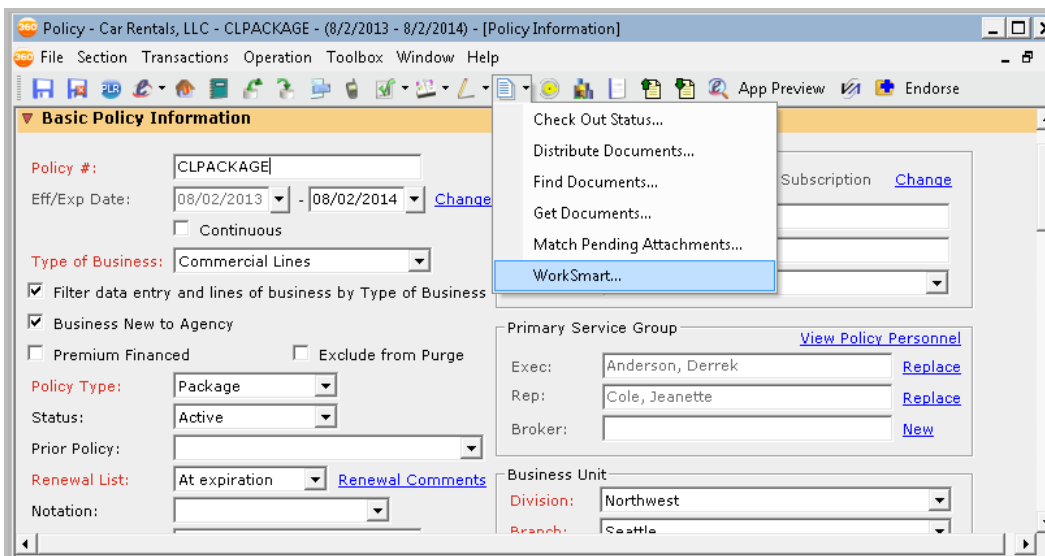 360 Policy - Car Rentals, LLC - CLPACKAGE - (8/2/2013 - 8/2/2014) - [Policy Information]
360 File Section Transactions Operation Toolbox Window Help
PLR App Preview Endorse
Basic Policy Information
Check Out Status...
Distribute Documents...
Find Documents...
Get Documents...
Match Pending Attachments...
WorkSmart...
Policy #: CLPACKAGE
Eff/Exp Date: 08/02/2013 - 08/02/2014 Change
Continuous
Type of Business: Commercial Lines
Filter data entry and lines of business by Type of Business
Business New to Agency
Premium Financed Exclude from Purge
Policy Type: Package
Status: Active
Prior Policy:
Renewal List: At expiration Renewal Comments
Notation:
Subscription Change
Primary Service Group
View Policy Personnel
Exec: Anderson, Derrek Replace
Rep: Cole, Jeanette Replace
Broker: New
Business Unit
Division: Northwest
Branch: Seattle